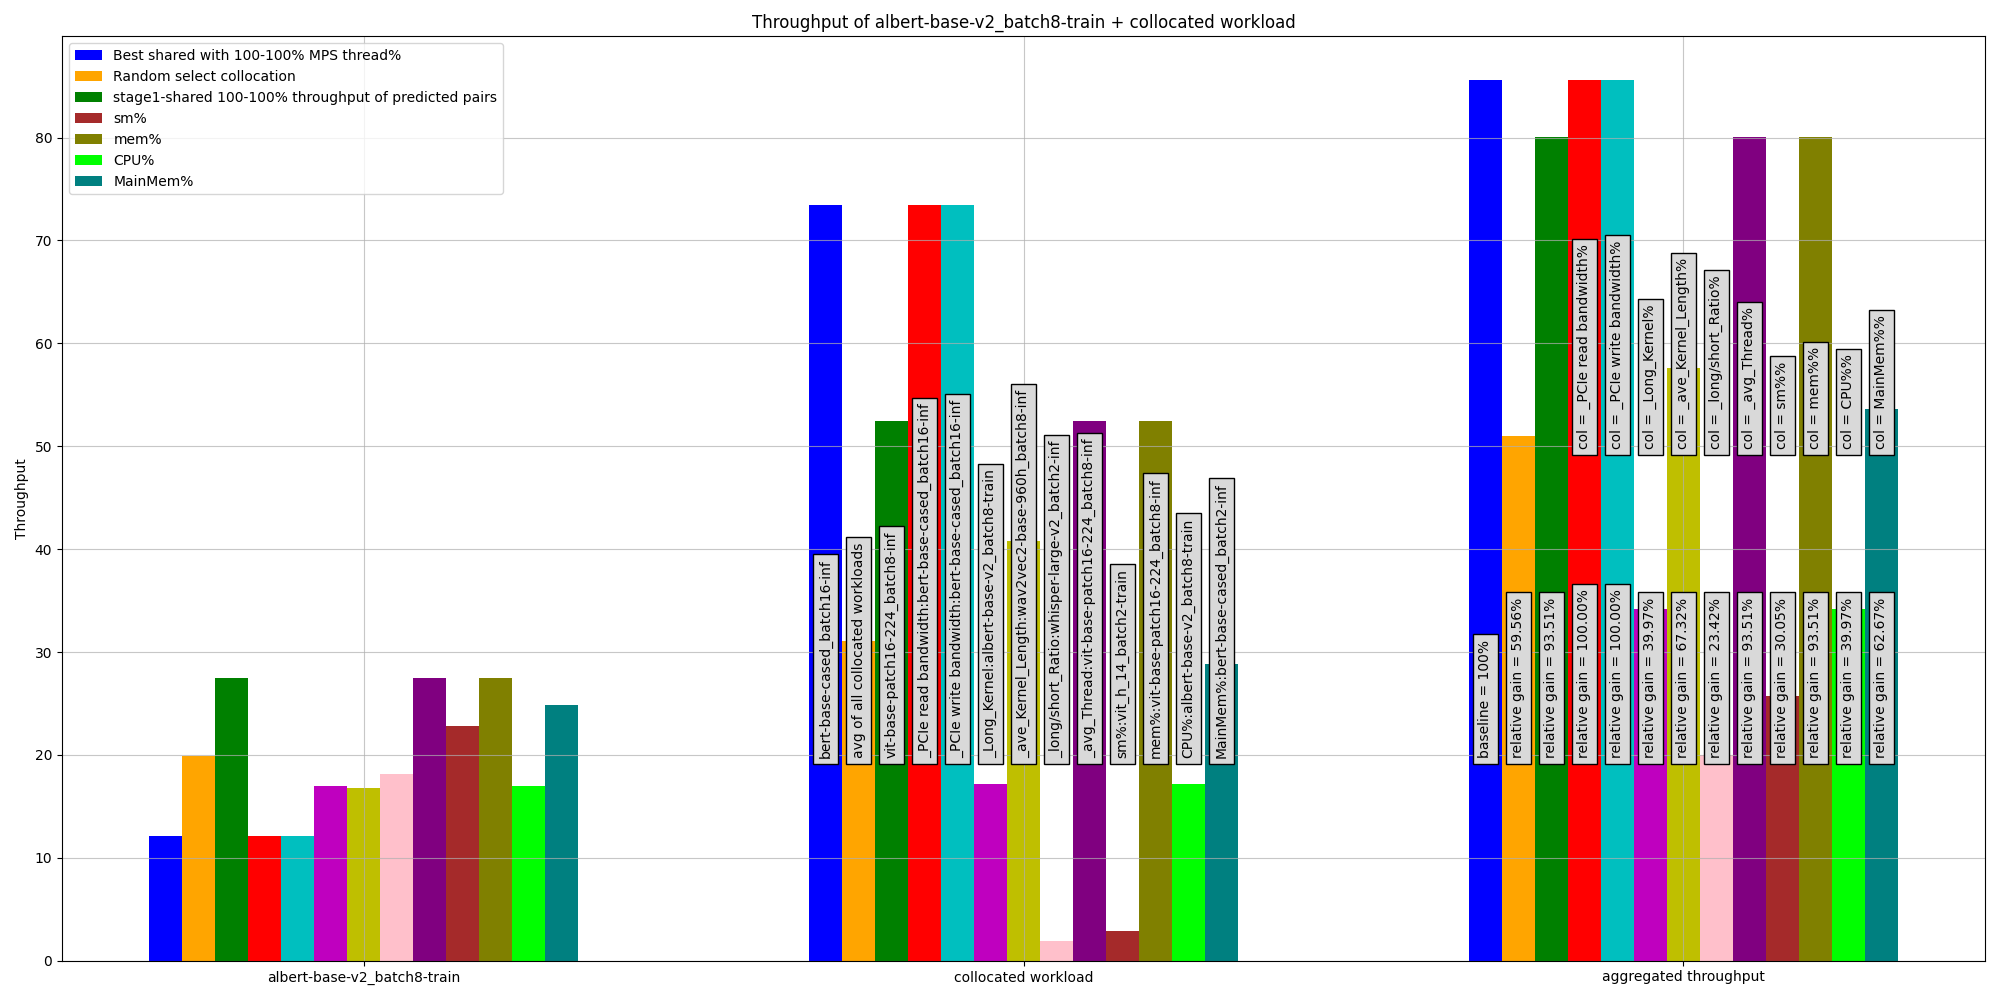 Throughput of albert-base-v2_batch8-train + collocated workload
Best shared with 100-100% MPS thread%
Random select collocation
stage1-shared 100-100% throughput of predicted pairs
sm%
mem%
CPU%
MainMem%
Throughput
80
70
60
50
40
30
20
10
0
bert-base-cased_batch16-inf
avg of all collocated workloads
vit-base-patch16-224_batch8-inf
_PCIe read bandwidth:bert-base-cased_batch16-inf
_PCIe write bandwidth:bert-base-cased_batch16-inf
_Long_Kernel:albert-base-v2_batch8-train
_ave_Kernel_Length:wav2vec2-base-960h_batch8-inf
_long/short_Ratio:whisper-large-v2_batch2-inf
_avg_Thread:vit-base-patch16-224_batch8-inf
sm%:vit_h_14_batch2-train
mem%:vit-base-patch16-224_batch8-inf
CPU%:albert-base-v2_batch8-train
MainMem%:bert-base-cased_batch2-inf
col = _PCIe read bandwidth%
col = _PCIe write bandwidth%
col = _Long_Kernel%
col = _ave_Kernel_Length%
col = _long/short_Ratio%
col = _avg_Thread%
col = sm%%
col = mem%%
col = CPU%%
col = MainMem%%
baseline = 100%
relative gain = 59.56%
relative gain = 93.51%
relative gain = 100.00%
relative gain = 100.00%
relative gain = 39.97%
relative gain = 67.32%
relative gain = 23.42%
relative gain = 93.51%
relative gain = 30.05%
relative gain = 93.51%
relative gain = 39.97%
relative gain = 62.67%
albert-base-v2_batch8-train
collocated workload
aggregated throughput